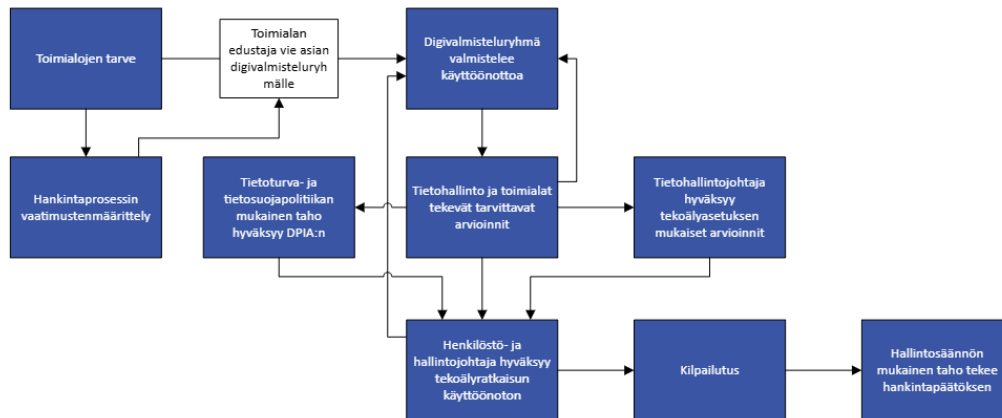 Toimialojen tarve
Toimialan
edustaja vie asian
digivalmisteluryh
mälle
Digivalmisteluryhmä
valmistelee
käyttöönottoa
Hankintaprosessin
vaatimustenmäärittely
Tietoturva- ja
tietosuojapolitiikan
mukainen taho
hyväksyy DPIA:n
Tietohallinto ja toimialat
tekevät tarvittavat
arvioinnit
Tietohallintojohtaja
hyväksyy
tekoälyasetuksen
mukaiset arvioinnit
Henkilöstö- ja
hallintojohtaja hyväksyy
tekoälyratkaisun
käyttöönoton
Kilpailutus
Hallintosäännön
mukainen taho tekee
hankintapäätöksen